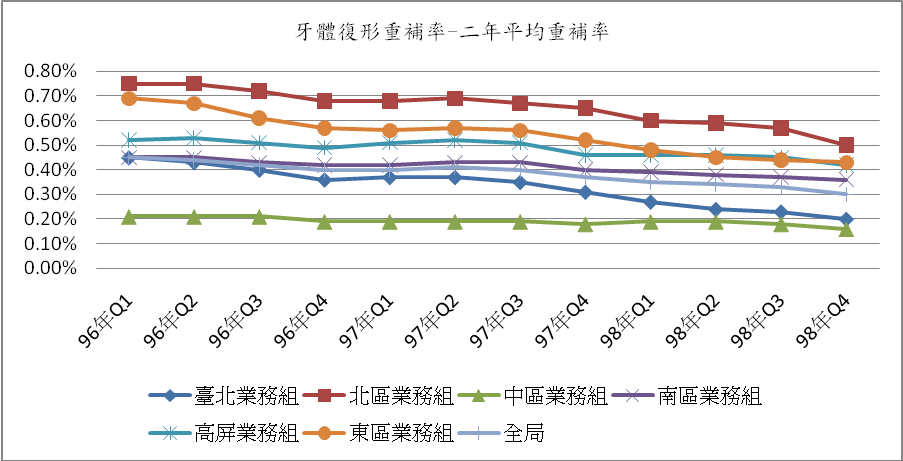 牙體復形重補率-二年平均重補率
0.80%
0.70%
0.60%
0.50%
0.40%
0.30%
0.20%
0.10%
0.00%
96年Q1
96年Q2
96年Q3
96年Q4
97年Q1
97年Q2
97年Q3
97年Q4
98年Q1
98年Q2
98年Q3
98年Q4
臺北業務組 北區業務組 中區業務組 南區業務組
高屏業務組 東區業務組 全局